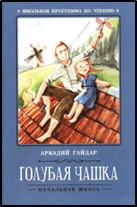 ШКОЛЬНАЯ ПРОГРАММА ПО ЧТЕНИЮ
АРКАДИЙ ГАЙДАР
ГОЛУБАЯ ЧАШКА
НАЧАЛЬНАЯ ШКОЛА